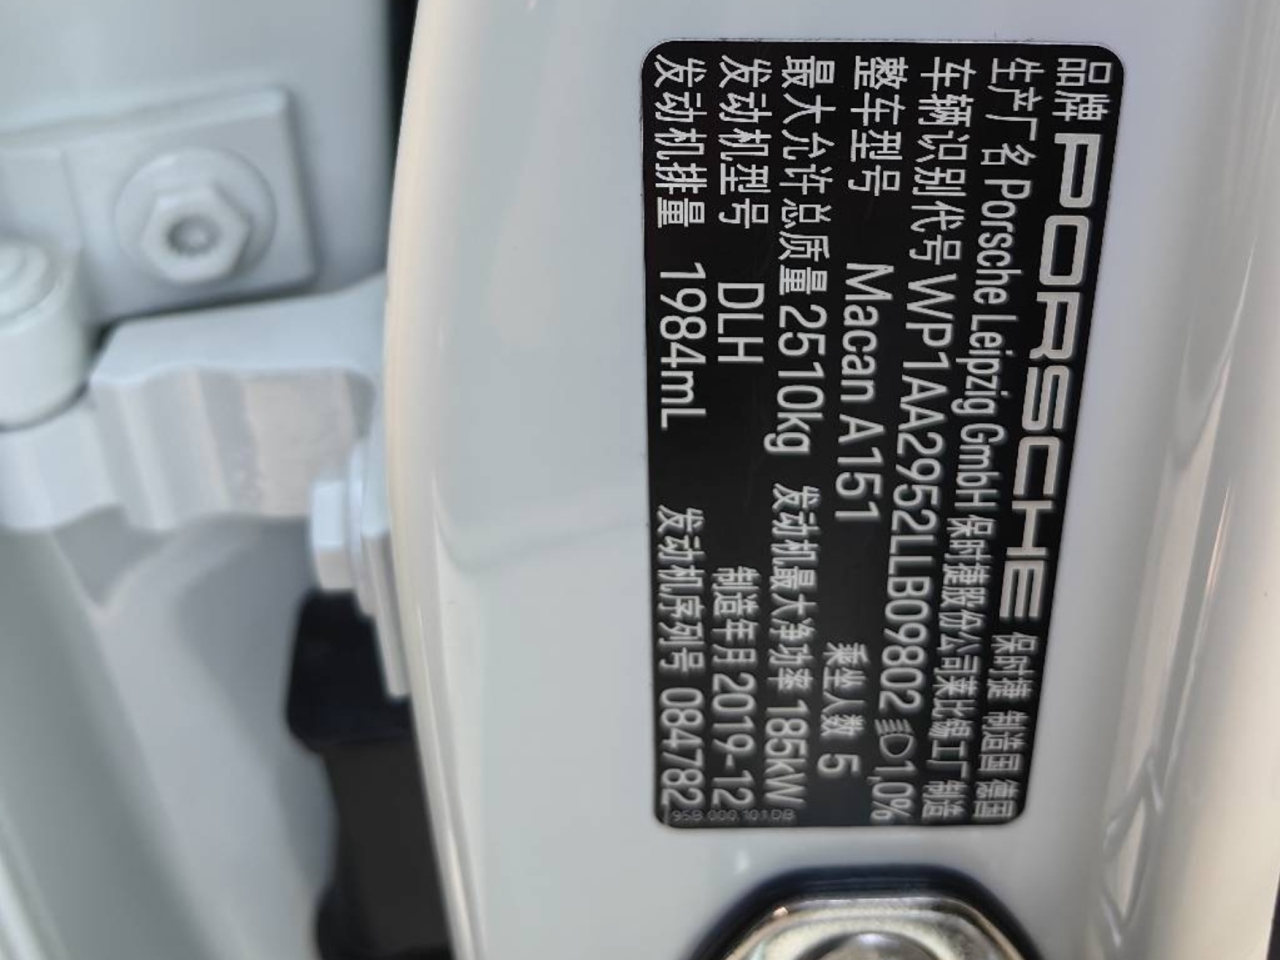 品牌 PORSCHE 保时捷 制造国 德国
生产厂名 Porsche Leipzig GmbH 保时捷股份公司莱比锡工厂 制造
车辆识别代号 WP1AA2952LLB09802 1,0%
整车型号 Macan A151 乘坐人数 5
最大允许总质量 2510kg 发动机最大净功率 185kW
发动机型号 DLH 制造年月 2019-12
发动机排量 1984mL 发动机序列号 084782
95B.000.101.DB